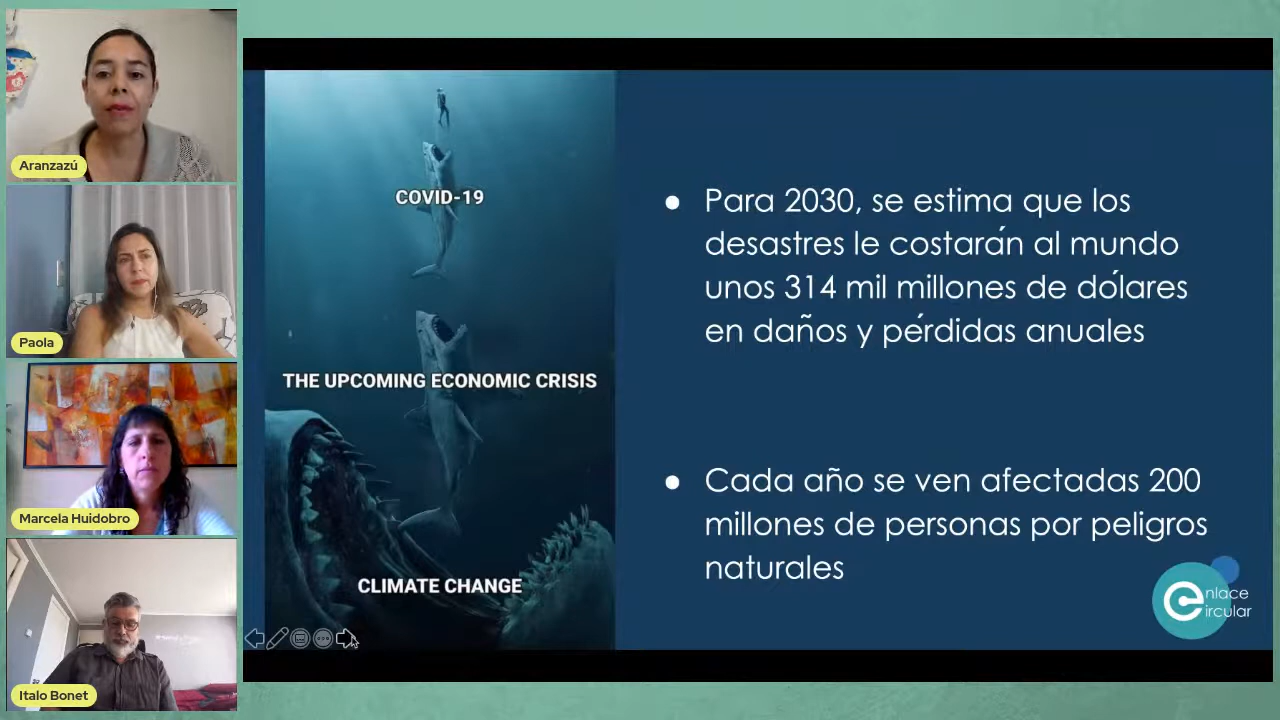 Aranzazú
Paola
Marcela Huidobro
Italo Bonet
COVID-19
THE UPCOMING ECONOMIC CRISIS
CLIMATE CHANGE
● Para 2030, se estima que los
desastres le costarán al mundo
unos 314 mil millones de dólares
en daños y pérdidas anuales
● Cada año se ven afectadas 200
millones de personas por peligros
naturales
enlace
circular